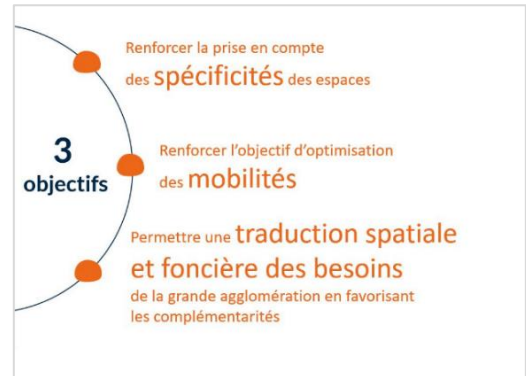 3
objectifs
Renforcer la prise en compte
des spécificités des espaces
Renforcer l'objectif d'optimisation
des mobilités
Permettre une traduction spatiale
et foncière des besoins
de la grande agglomération en favorisant
les complémentarités